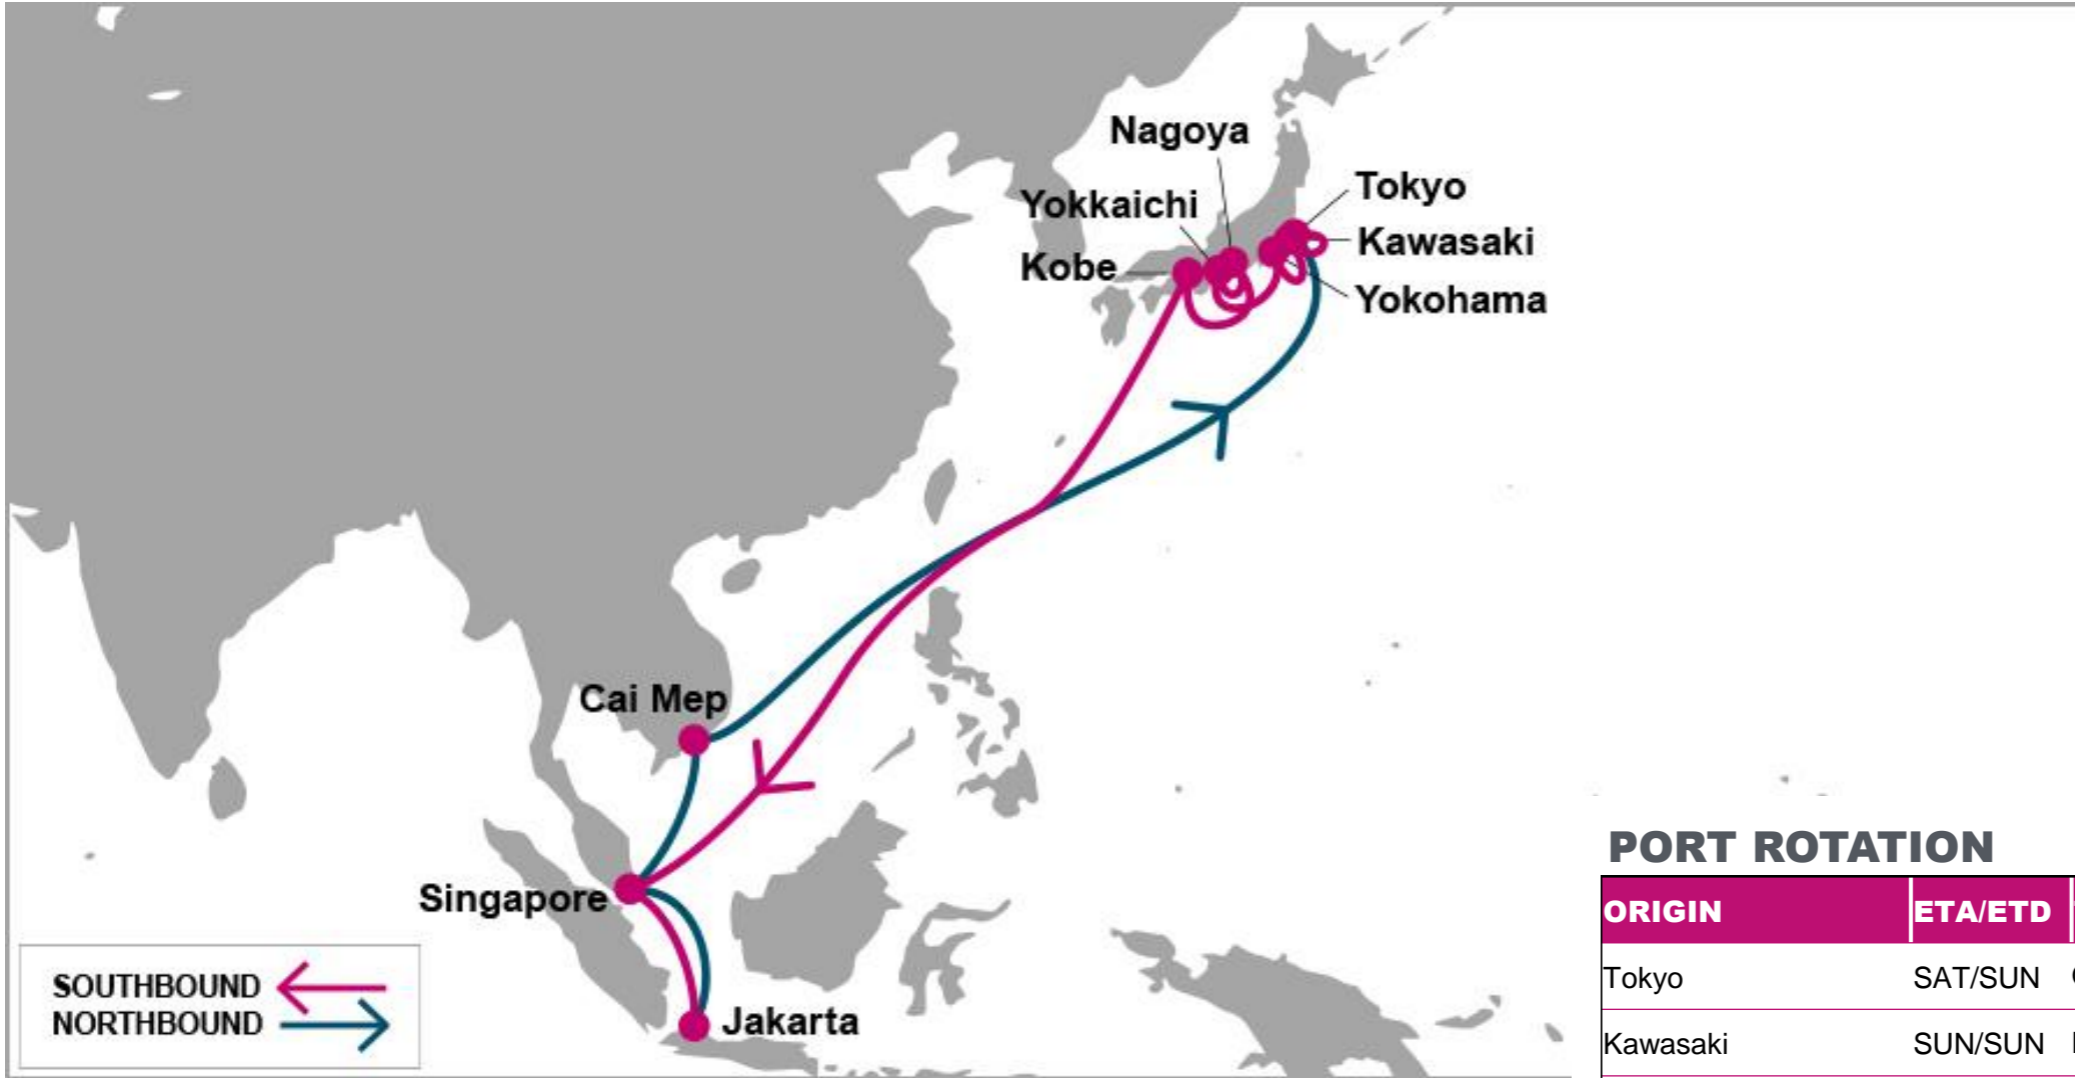 Nagoya
Tokyo
Yokkaichi
Kawasaki
Kobe
Yokohama
Cai Mep
Singapore
Jakarta
SOUTHBOUND
NORTHBOUND
PORT ROTATION
ORIGIN ETA/ETD
Tokyo SAT/SUN
Kawasaki SUN/SUN